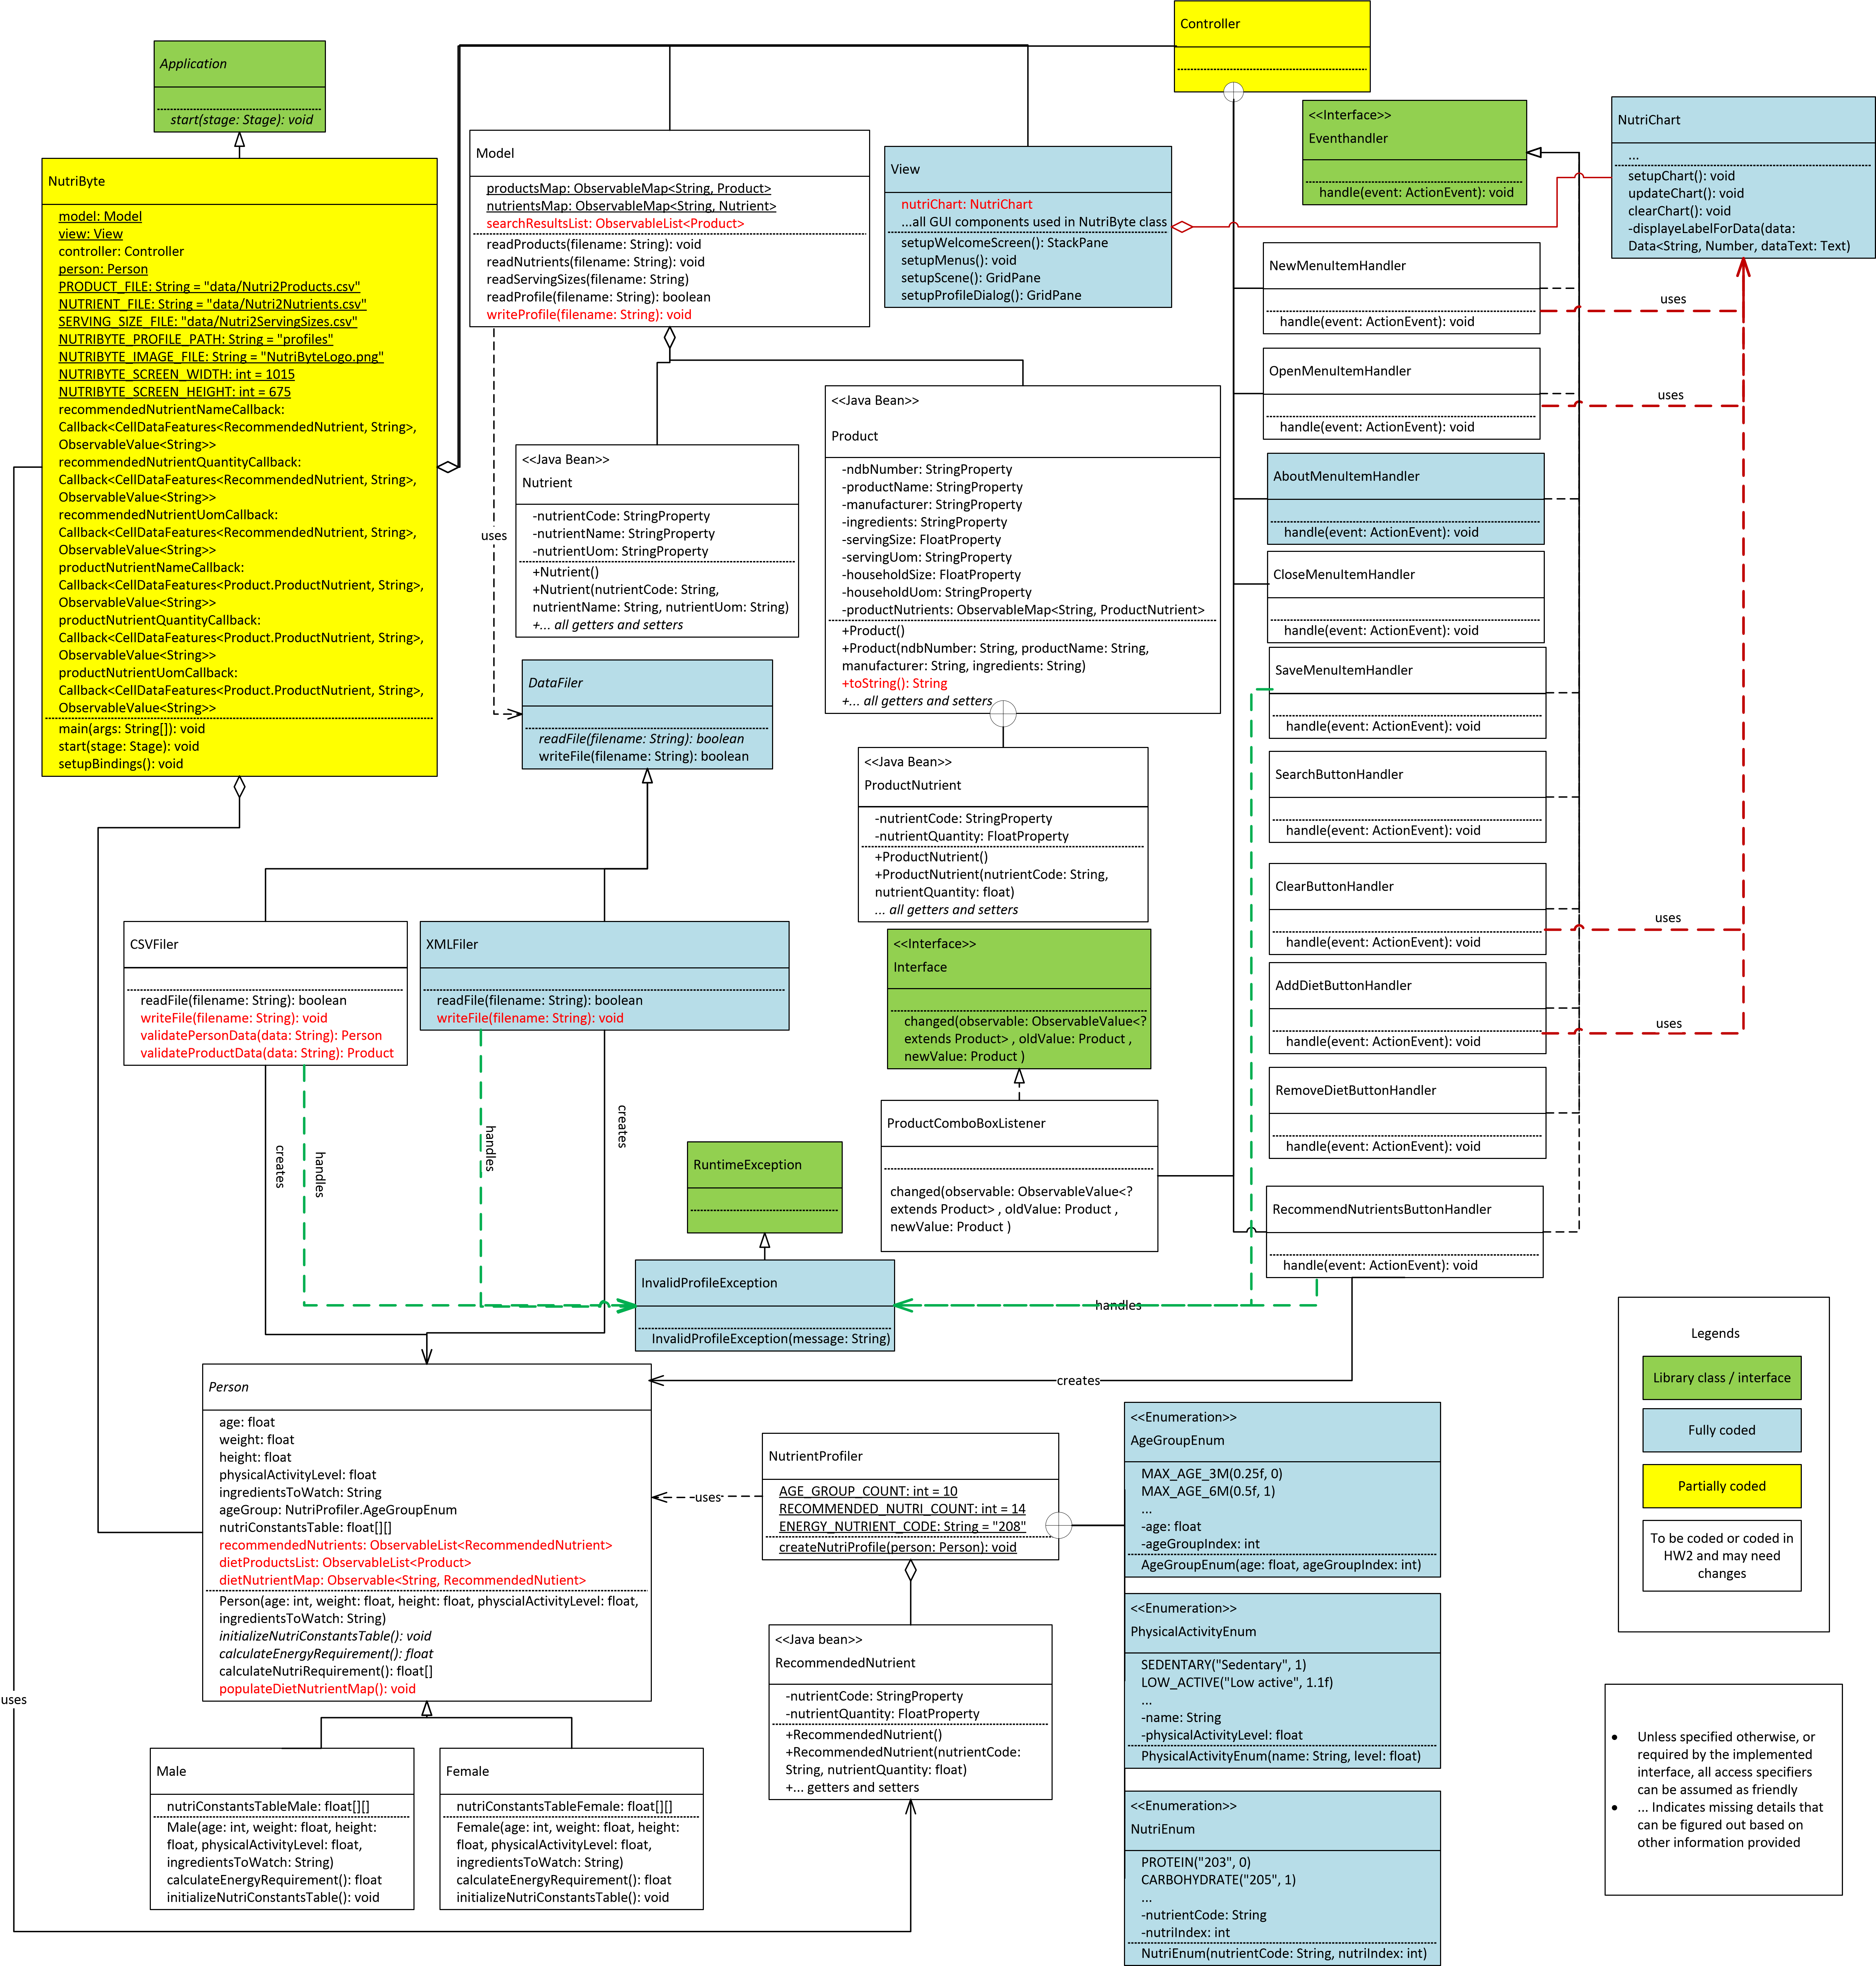 Controller
Application
start(stage: Stage): void
NutriByte
model: Model
view: View
controller: Controller
person: Person
PRODUCT_FILE: String = "data/Nutri2Products.csv"
NUTRIENT_FILE: String = "data/Nutri2Nutrients.csv"
SERVING_SIZE_FILE: "data/Nutri2ServingSizes.csv"
NUTRIBYTE_PROFILE_PATH: String = "profiles"
NUTRIBYTE_IMAGE_FILE: String = "NutriByteLogo.png"
NUTRIBYTE_SCREEN_WIDTH: int = 1015
NUTRIBYTE_SCREEN_HEIGHT: int = 675
recommendedNutrientNameCallback:
Callback<CellDataFeatures<RecommendedNutrient, String>,
ObservableValue<String>>
recommendedNutrientQuantityCallback:
Callback<CellDataFeatures<RecommendedNutrient, String>,
ObservableValue<String>>
recommendedNutrientUomCallback:
Callback<CellDataFeatures<RecommendedNutrient, String>,
ObservableValue<String>>
productNutrientNameCallback:
Callback<CellDataFeatures<Product.ProductNutrient, String>,
ObservableValue<String>>
productNutrientQuantityCallback:
Callback<CellDataFeatures<Product.ProductNutrient, String>,
ObservableValue<String>>
productNutrientUomCallback:
Callback<CellDataFeatures<Product.ProductNutrient, String>,
ObservableValue<String>>
main(args: String[]): void
start(stage: Stage): void
setupBindings(): void
Model
productsMap: ObservableMap<String, Product>
nutrientsMap: ObservableMap<String, Nutrient>
searchResultsList: ObservableList<Product>
readProducts(filename: String): void
readNutrients(filename: String): void
readServingSizes(filename: String)
readProfile(filename: String): boolean
writeProfile(filename: String): void
View
nutriChart: NutriChart
...all GUI components used in NutriByte class
setupWelcomeScreen(): StackPane
setupMenus(): void
setupScene(): GridPane
setupProfileDialog(): GridPane
<<Interface>>
Eventhandler
handle(event: ActionEvent): void
NutriChart
...
setupChart(): void
updateChart(): void
clearChart(): void
-displayeLabelForData(data:
Data<String, Number, dataText: Text)
NewMenuItemHandler
handle(event: ActionEvent): void
uses
OpenMenuItemHandler
handle(event: ActionEvent): void
uses
AboutMenuItemHandler
handle(event: ActionEvent): void
CloseMenuItemHandler
handle(event: ActionEvent): void
SaveMenuItemHandler
handle(event: ActionEvent): void
SearchButtonHandler
handle(event: ActionEvent): void
ClearButtonHandler
handle(event: ActionEvent): void
uses
AddDietButtonHandler
handle(event: ActionEvent): void
uses
RemoveDietButtonHandler
handle(event: ActionEvent): void
RecommendNutrientsButtonHandler
handle(event: ActionEvent): void
uses
<<Java Bean>>
Nutrient
-nutrientCode: StringProperty
-nutrientName: StringProperty
-nutrientUom: StringProperty
+Nutrient()
+Nutrient(nutrientCode: String,
nutrientName: String, nutrientUom: String)
+... all getters and setters
<<Java Bean>>
Product
-ndbNumber: StringProperty
-productName: StringProperty
-manufacturer: StringProperty
-ingredients: StringProperty
-servingSize: FloatProperty
-servingUom: StringProperty
-householdSize: FloatProperty
-householdUom: StringProperty
-productNutrients: ObservableMap<String, ProductNutrient>
+Product()
+Product(ndbNumber: String, productName: String,
manufacturer: String, ingredients: String)
+toString(): String
+... all getters and setters
DataFiler
readFile(filename: String): boolean
writeFile(filename: String): boolean
<<Java Bean>>
ProductNutrient
-nutrientCode: StringProperty
-nutrientQuantity: FloatProperty
+ProductNutrient()
+ProductNutrient(nutrientCode: String,
nutrientQuantity: float)
... all getters and setters
CSVFiler
readFile(filename: String): boolean
writeFile(filename: String): void
validatePersonData(data: String): Person
validateProductData(data: String): Product
XMLFiler
readFile(filename: String): boolean
writeFile(filename: String): void
<<Interface>>
Interface
changed(observable: ObservableValue<?
extends Product> , oldValue: Product ,
newValue: Product )
ProductComboBoxListener
changed(observable: ObservableValue<?
extends Product> , oldValue: Product ,
newValue: Product )
creates
handles
handles
creates
RuntimeException
InvalidProfileException
InvalidProfileException(message: String)
handles
creates
Person
age: float
weight: float
height: float
physicalActivityLevel: float
ingredientsToWatch: String
ageGroup: NutriProfiler.AgeGroupEnum
nutriConstantsTable: float[][]
recommendedNutrients: ObservableList<RecommendedNutrient>
dietProductsList: ObservableList<Product>
dietNutrientMap: Observable<String, RecommendedNutient>
Person(age: int, weight: float, height: float, physcialActivityLevel: float,
ingredientsToWatch: String)
initializeNutriConstantsTable(): void
calculateEnergyRequirement(): float
calculateNutriRequirement(): float[]
populateDietNutrientMap(): void
uses
NutrientProfiler
AGE_GROUP_COUNT: int = 10
RECOMMENDED_NUTRI_COUNT: int = 14
ENERGY_NUTRIENT_CODE: String = "208"
createNutriProfile(person: Person): void
<<Enumeration>>
AgeGroupEnum
MAX_AGE_3M(0.25f, 0)
MAX_AGE_6M(0.5f, 1)
...
-age: float
-ageGroupIndex: int
AgeGroupEnum(age: float, ageGroupIndex: int)
<<Enumeration>>
PhysicalActivityEnum
SEDENTARY("Sedentary", 1)
LOW_ACTIVE("Low active", 1.1f)
...
-name: String
-physicalActivityLevel: float
PhysicalActivityEnum(name: String, level: float)
<<Enumeration>>
NutriEnum
PROTEIN("203", 0)
CARBOHYDRATE("205", 1)
...
-nutrientCode: String
-nutriIndex: int
NutriEnum(nutrientCode: String, nutriIndex: int)
<<Java bean>>
RecommendedNutrient
-nutrientCode: StringProperty
-nutrientQuantity: FloatProperty
+RecommendedNutrient()
+RecommendedNutrient(nutrientCode:
String, nutrientQuantity: float)
+... getters and setters
uses
Male
nutriConstantsTableMale: float[][]
Male(age: int, weight: float, height:
float, physicalActivityLevel: float,
ingredientsToWatch: String)
calculateEnergyRequirement(): float
initializeNutriConstantsTable(): void
Female
nutriConstantsTableFemale: float[][]
Female(age: int, weight: float, height:
float, physicalActivityLevel: float,
ingredientsToWatch: String)
calculateEnergyRequirement(): float
initializeNutriConstantsTable(): void
Legends
Library class / interface
Fully coded
Partially coded
To be coded or coded in
HW2 and may need
changes
• Unless specified otherwise, or
required by the implemented
interface, all access specifiers
can be assumed as friendly
• ... Indicates missing details that
can be figured out based on
other information provided